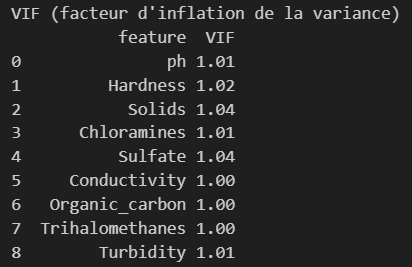 VIF (facteur d'inflation de la variance)
feature VIF
0 ph 1.01
1 Hardness 1.02
2 Solids 1.04
3 Chloramines 1.01
4 Sulfate 1.04
5 Conductivity 1.00
6 Organic_carbon 1.00
7 Trihalomethanes 1.00
8 Turbidity 1.01